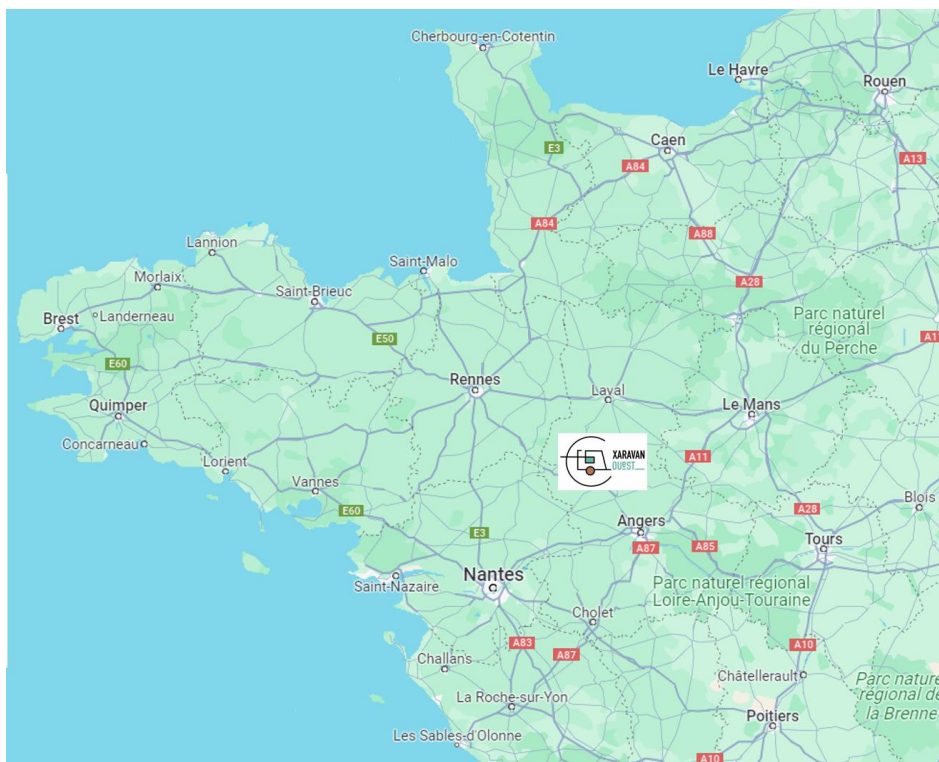 Cherbourg-en-Cotentin
Le Havre
Rouen
Caen
E3
A84
A13
A84
A88
Lannion
Saint-Malo
Morlaix
Saint-Brieuc
A28
Brest
Landerneau
Parc naturel
régional
du Perche
E50
A1
E60
Rennes
Laval
Quimper
Le Mans
Concarneau
Lorient
XARAVAN
OUEST
A11
Vannes
Blois
E60
A28
Angers
E3
A87
A85
Tours
Nantes
Saint-Nazaire
Parc naturel régional
Loire-Anjou-Touraine
Cholet
A83
A87
A10
Challans
Châtellerault
Parc nature
régional de
la Brenne
La Roche-sur-Yon
Poitiers
Les Sables-d'Olonne
A10